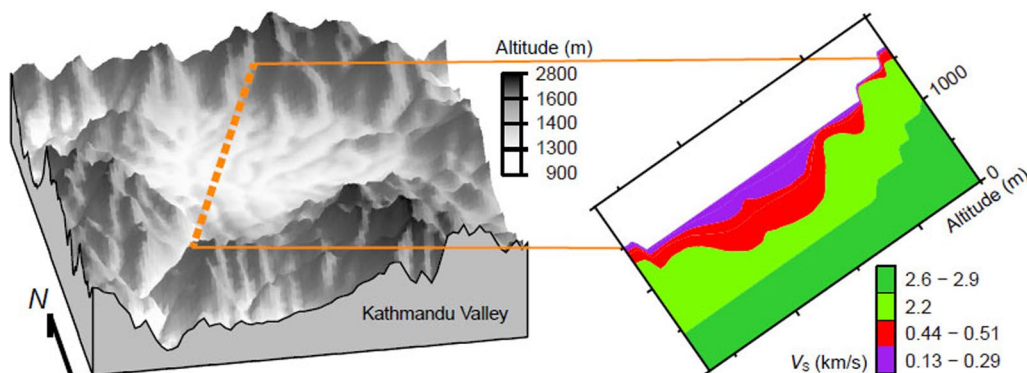 Altitude (m)
2800
1600
1400
1300
900
N
Kathmandu Valley
1000
0
Altitude (m)
2.6 − 2.9
2.2
0.44 − 0.51
Vs (km/s)
0.13 − 0.29